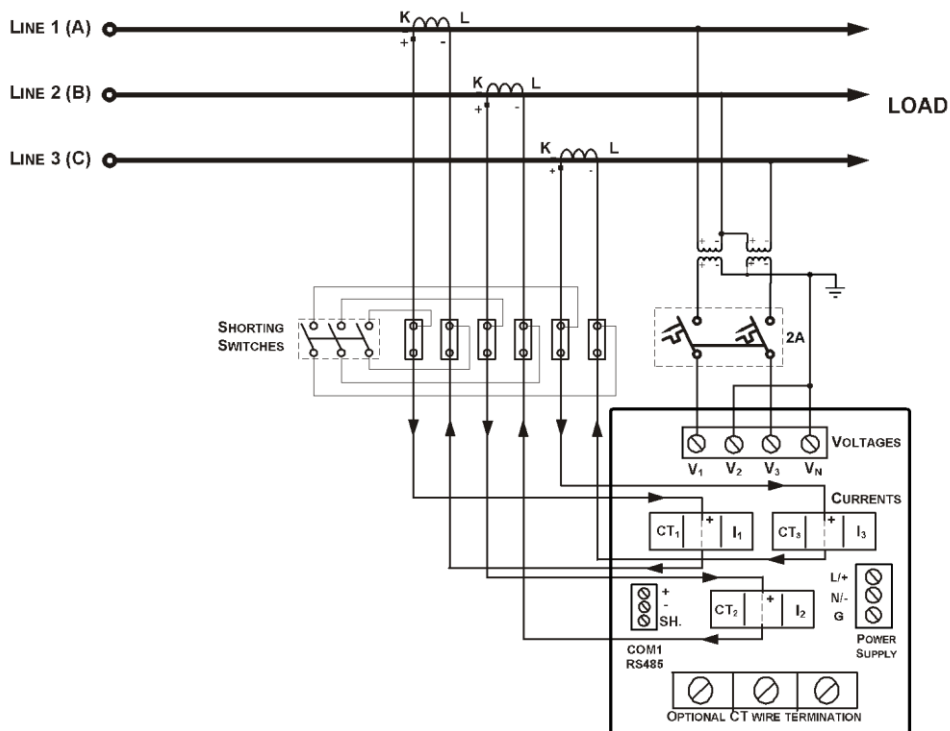 K L
LINE 1 (A)
+ -
K L
LINE 2 (B)
+ -
LOAD
K L
LINE 3 (C)
+ -
+ - + -
+ - + -
SHORTING
SWITCHES
2A
VOLTAGES
V₁ V₂ V₃ V_N
CURRENTS
CT₁ + I₁
CT₃ + I₃
L/+
N/-
G
POWER
SUPPLY
+
-
SH.
COM1
RS485
CT₂ + I₂
OPTIONAL CT WIRE TERMINATION